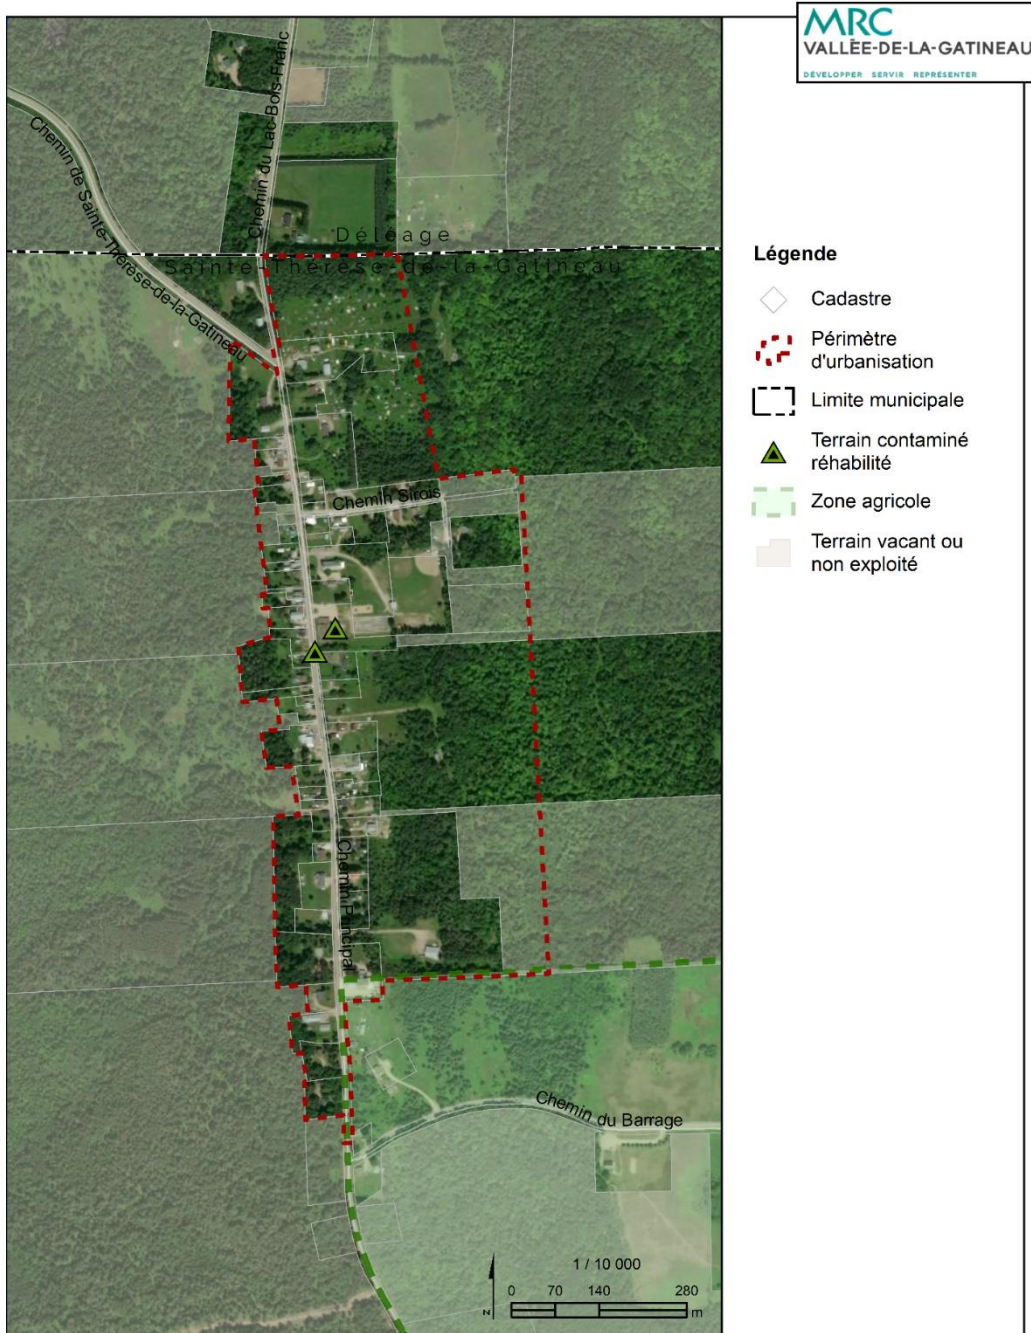 MRC
VALLÉE-DE-LA-GATINEAU
DÉVELOPPER SERVIR REPRÉSENTER
Chemin du Lac-Bois-Franc
Chemin de Sainte-Thérèse-de-la-Gatineau
Déléage
Sainte-Thérèse-de-la-Gatineau
Chemin Sirois
Chemin Principal
Chemin du Barrage
Légende
Cadastre
Périmètre
d'urbanisation
Limite municipale
Terrain contaminé
réhabilité
Zone agricole
Terrain vacant ou
non exploité
1 / 10 000
0 70 140 280
m
N